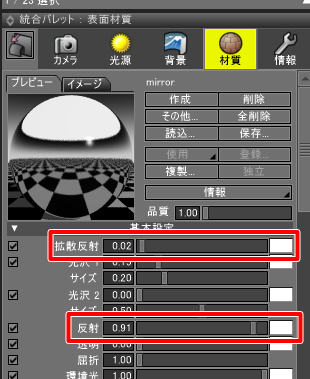 1 / 23 選択
統合パレット : 表面材質
カメラ 光源 背景 材質 情報
プレビュー イメージ
mirror
作成 削除
その他... 全削除
読込... 保存...
使用 登録...
複製... 独立
情報
品質 1.00
基本設定
拡散反射 0.02
光沢 1 0.15
サイズ 0.20
光沢 2 0.00
サイズ 0.50
反射 0.91
透明 0.00
屈折 1.00
環境光 1.00